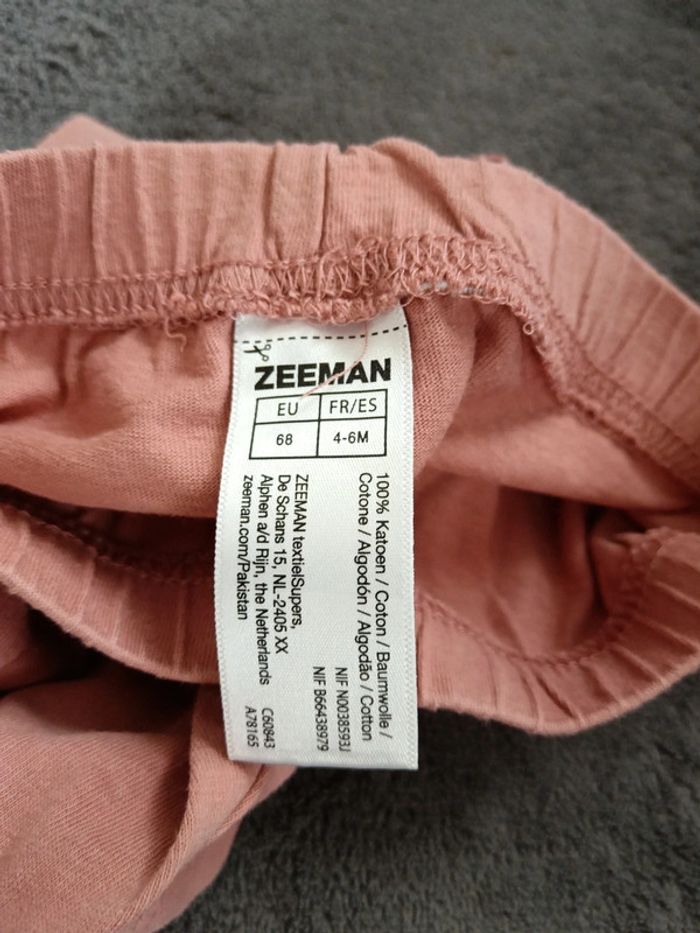 ZEEMAN
EU FR/ES
68 4-6M
100% Katoen / Coton / Baumwolle /
Cotone / Algodón / Algodão / Cotton
NIF N0038593J
NIF B66438979
ZEEMAN textielSupers,
De Schans 15, NL-2405 XX
Alphen a/d Rijn, the Netherlands
zeeman.com/Pakistan
C60843
A78165